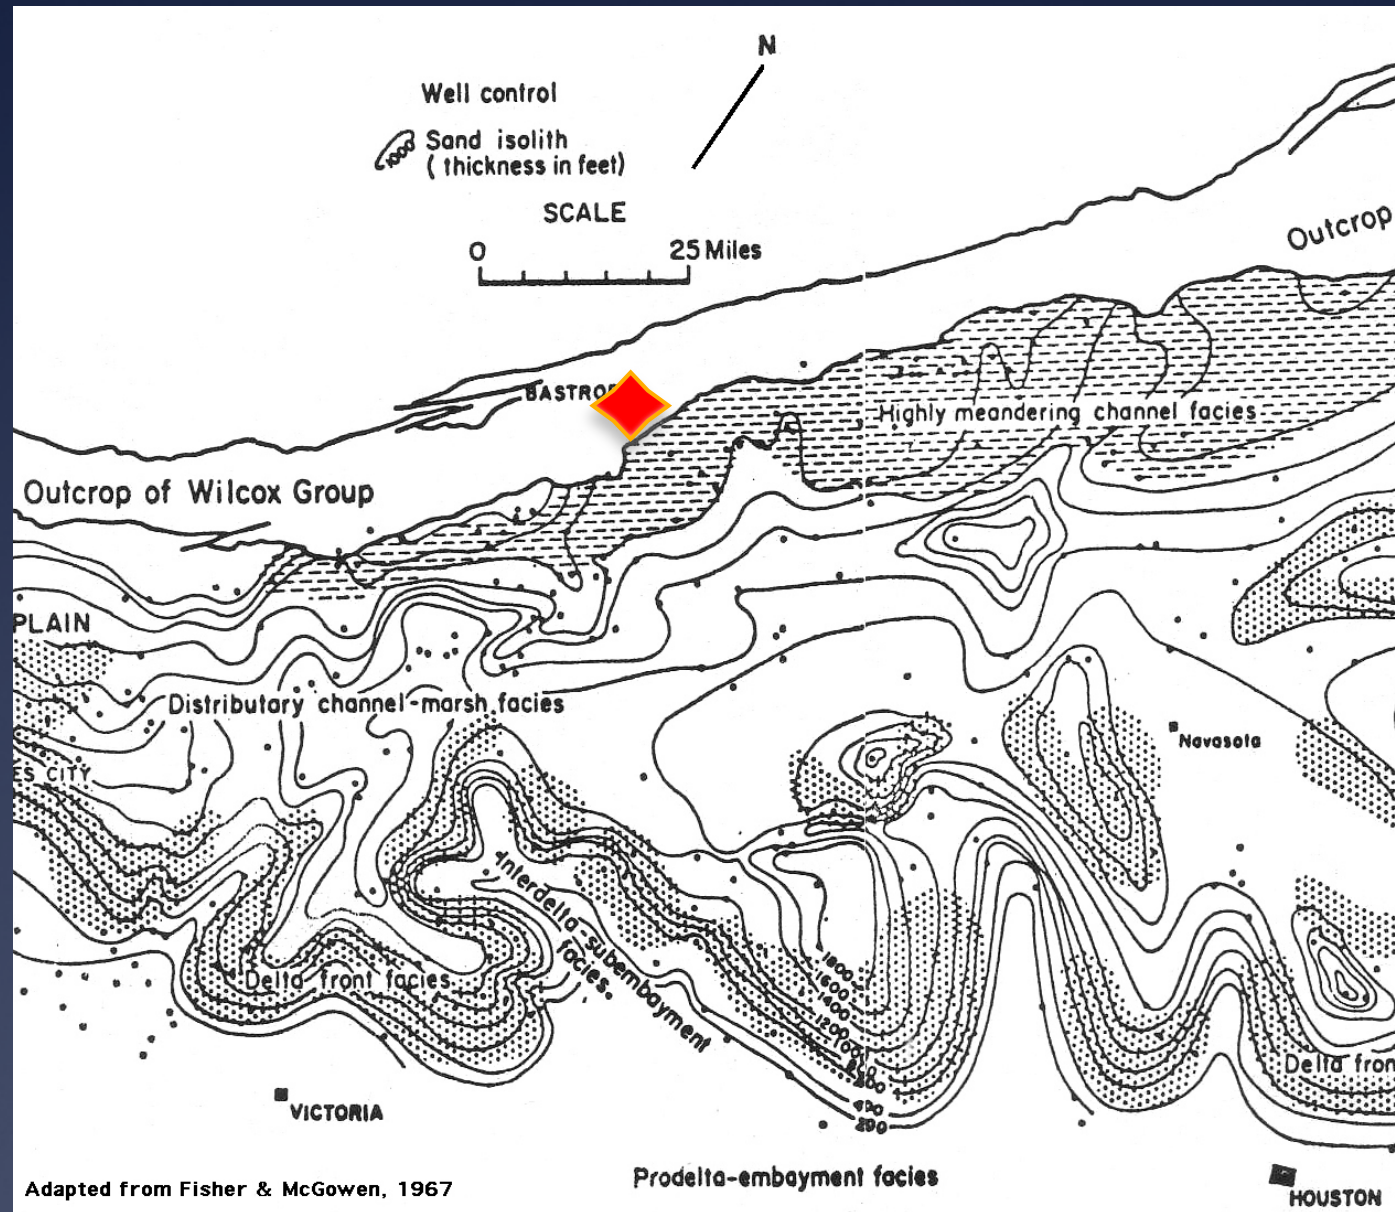 N
Well control
1000
Sand isolith
( thickness in feet)
SCALE
0
25 Miles
Outcrop
BASTROP
Highly meandering channel facies
Outcrop of Wilcox Group
PLAIN
Distributary channel-marsh facies
Navasota
ES CITY
Interdelta-subembayment
facies.
Delta front facies
1800
1600
1400
1200
400
200
Delta fron
VICTORIA
Prodelta-embayment facies
Adapted from Fisher & McGowen, 1967
HOUSTON